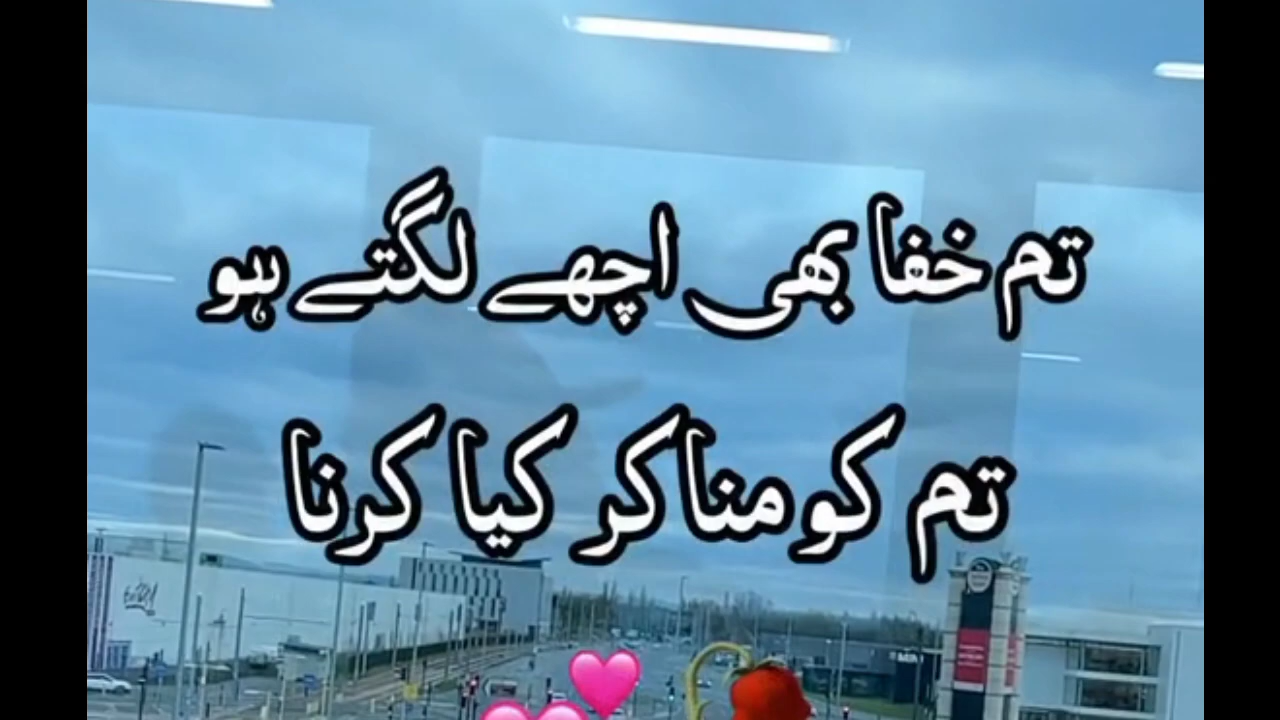 تم خفا بھی اچھے لگتے ہو
تم کو منا کر کیا کرنا